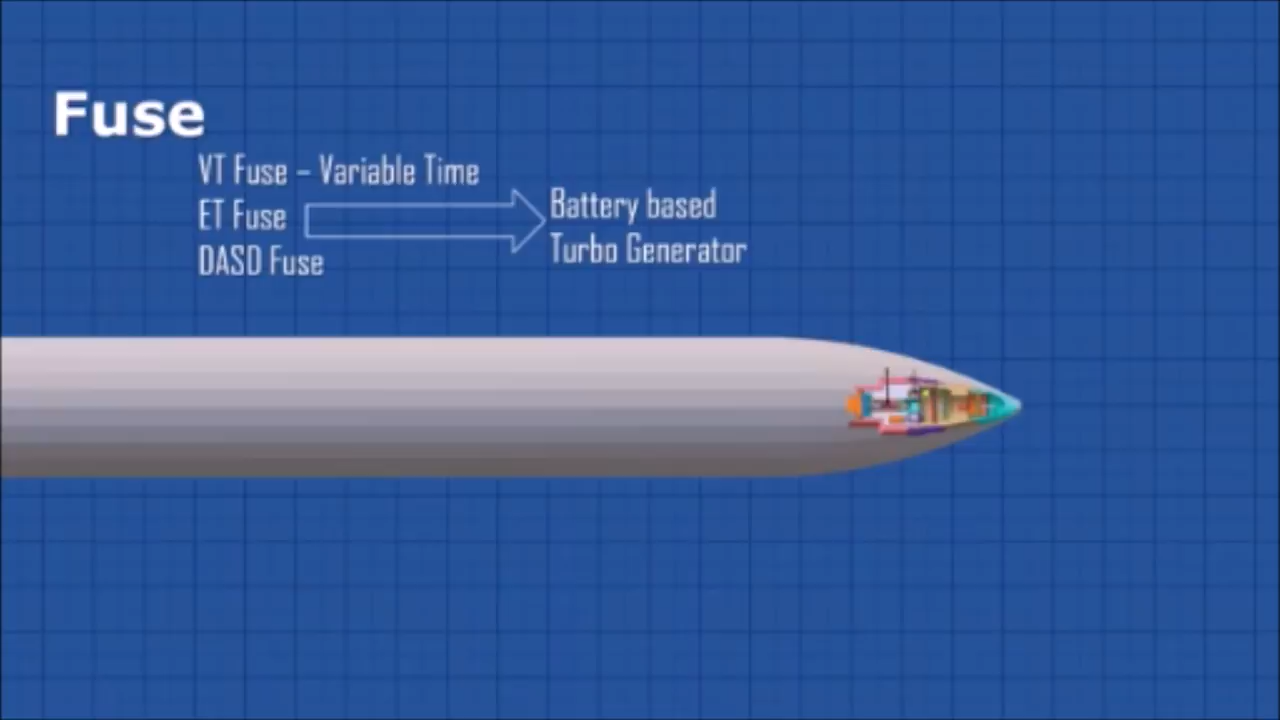 Fuse
VT Fuse – Variable Time
ET Fuse
DASD Fuse
Battery based
Turbo Generator